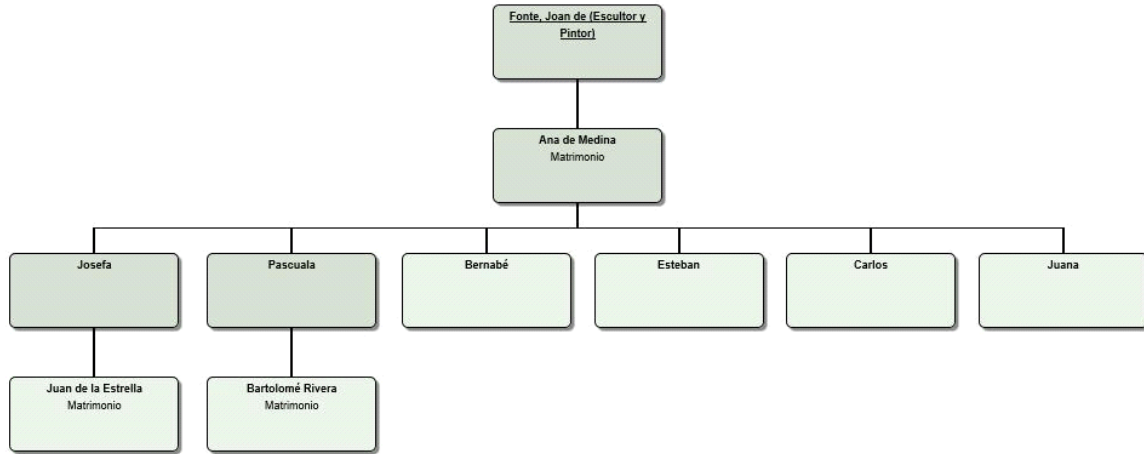 Fonte, Joan de (Escultor y
Pintor)
Ana de Medina
Matrimonio
Josefa
Pascuala
Bernabé
Esteban
Carlos
Juana
Juan de la Estrella
Matrimonio
Bartolomé Rivera
Matrimonio